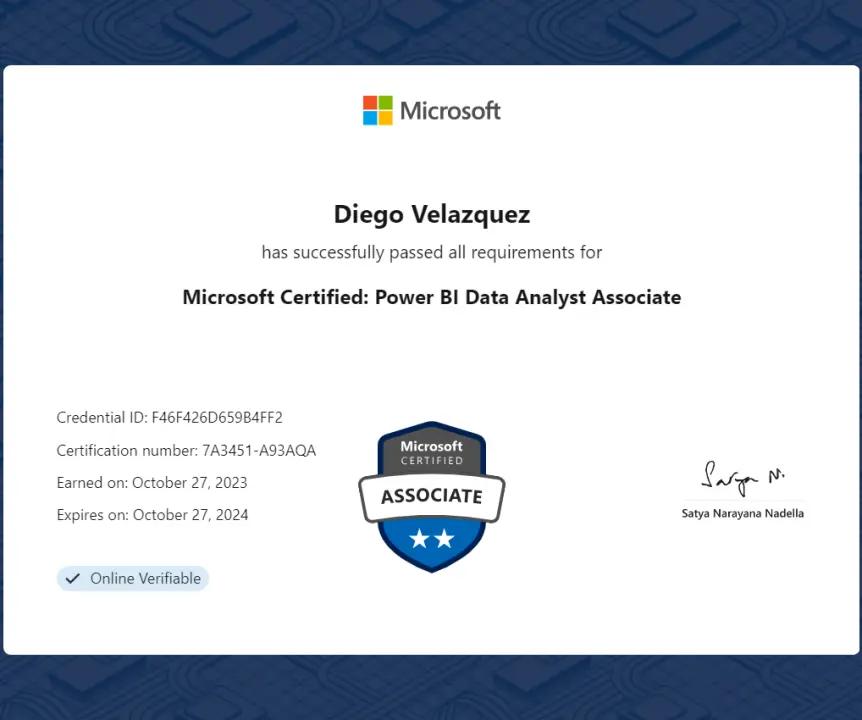 Microsoft
Diego Velazquez
has successfully passed all requirements for
Microsoft Certified: Power BI Data Analyst Associate
Credential ID: F46F426D659B4FF2
Certification number: 7A3451-A93AQA
Earned on: October 27, 2023
Expires on: October 27, 2024
Online Verifiable
Microsoft
CERTIFIED
ASSOCIATE
Satya N.
Satya Narayana Nadella